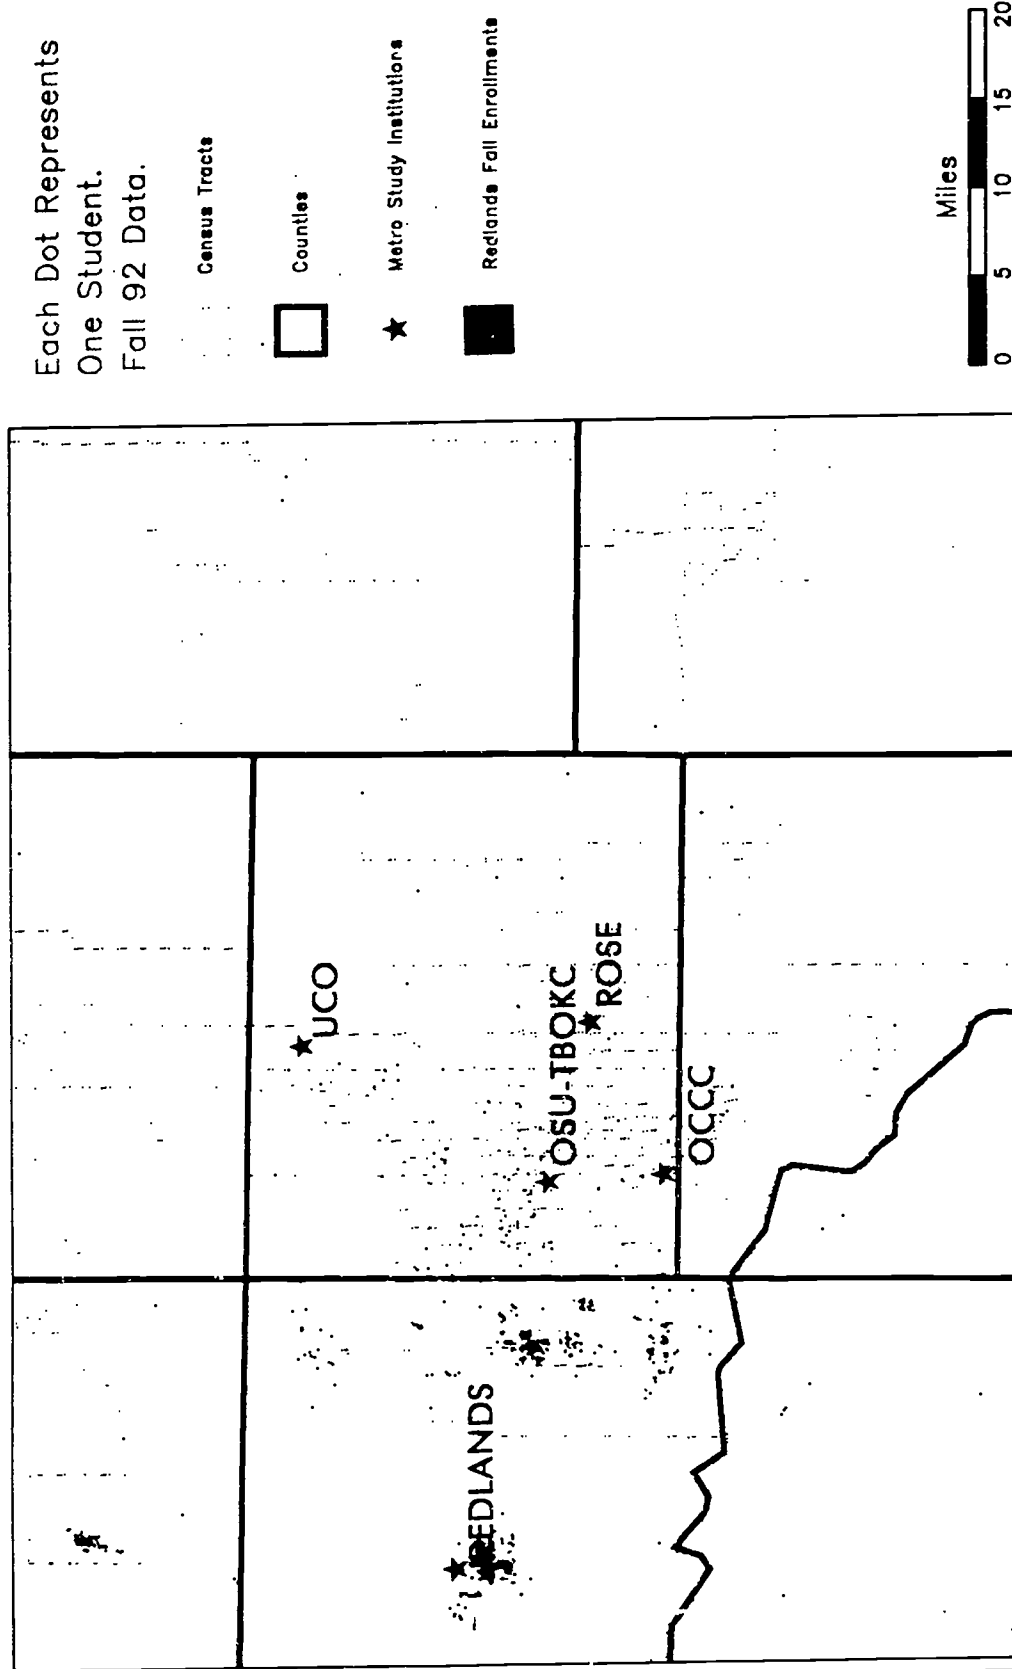 Each Dot Represents
One Student.
Fall 92 Data.
Census Tracts
Counties
Metro Study Institutions
Redlands Fall Enrollments
Miles
0 5 10 15 20
UCO
OSU-TBOKC
ROSE
OCCC
REDLANDS